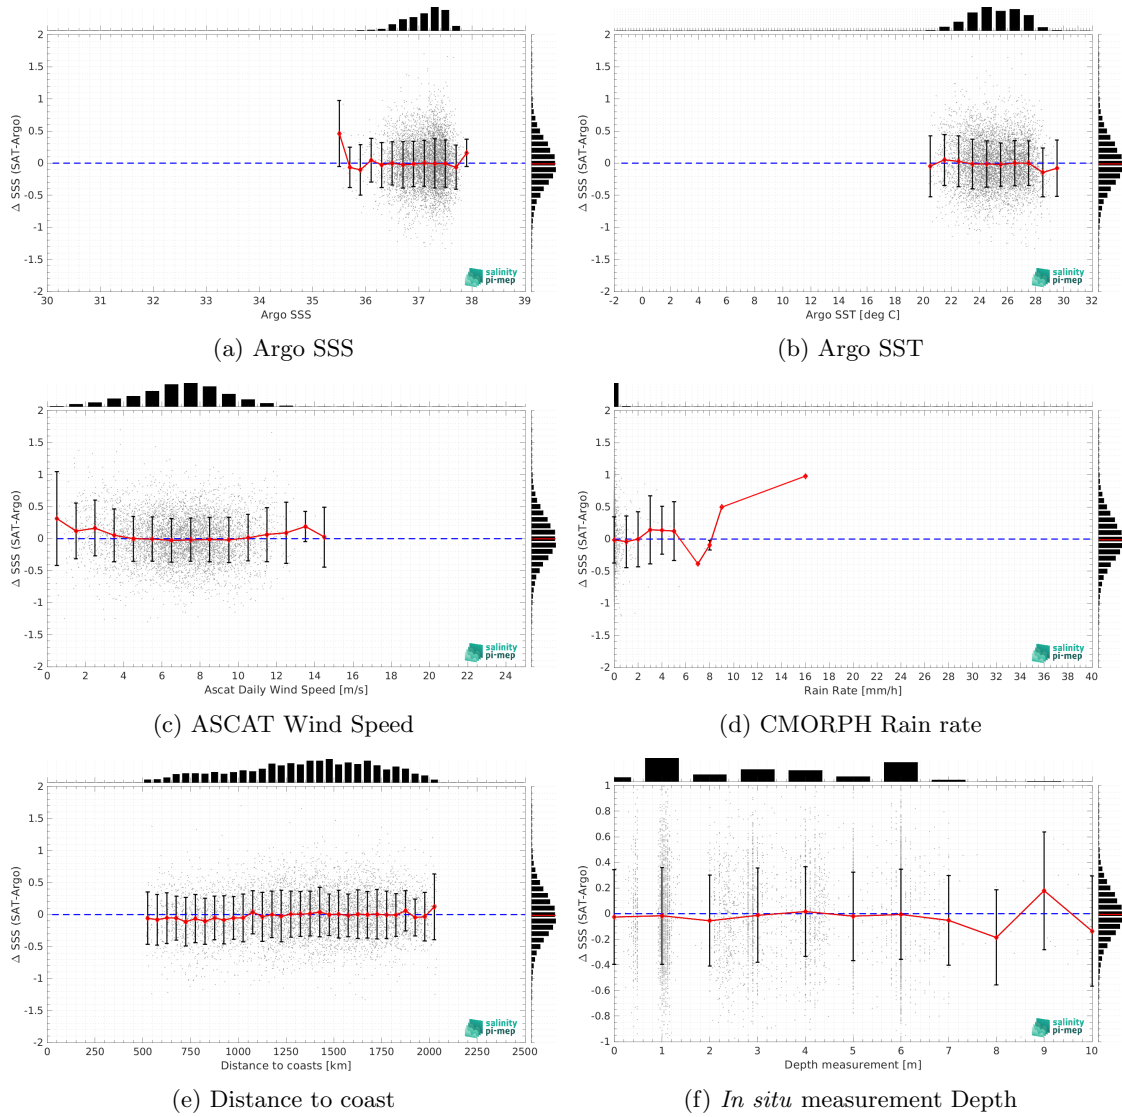 2
1.5
1
0.5
0
-0.5
-1
-1.5
-2
Δ SSS (SAT-Argo)
30 31 32 33 34 35 36 37 38 39
Argo SSS
salinity
pi-mep
(a) Argo SSS
2
1.5
1
0.5
0
-0.5
-1
-1.5
-2
Δ SSS (SAT-Argo)
-2 0 2 4 6 8 10 12 14 16 18 20 22 24 26 28 30 32
Argo SST [deg C]
salinity
pi-mep
(b) Argo SST
2
1.5
1
0.5
0
-0.5
-1
-1.5
-2
Δ SSS (SAT-Argo)
0 2 4 6 8 10 12 14 16 18 20 22 24
Ascat Daily Wind Speed [m/s]
salinity
pi-mep
(c) ASCAT Wind Speed
2
1.5
1
0.5
0
-0.5
-1
-1.5
-2
Δ SSS (SAT-Argo)
0 2 4 6 8 10 12 14 16 18 20 22 24 26 28 30 32 34 36 38 40
Rain Rate [mm/h]
salinity
pi-mep
(d) CMORPH Rain rate
2
1.5
1
0.5
0
-0.5
-1
-1.5
-2
Δ SSS (SAT-Argo)
0 250 500 750 1000 1250 1500 1750 2000 2250 2500
Distance to coasts [km]
salinity
pi-mep
(e) Distance to coast
1
0.8
0.6
0.4
0.2
0
-0.2
-0.4
-0.6
-0.8
-1
Δ SSS (SAT-Argo)
0 1 2 3 4 5 6 7 8 9 10
Depth measurement [m]
salinity
pi-mep
(f) In situ measurement Depth